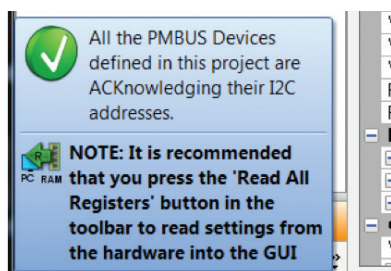 All the PMBUS Devices
defined in this project are
ACKnowledging their I2C
addresses.
NOTE: It is recommended
that you press the 'Read All
Registers' button in the
toolbar to read settings from
the hardware into the GUI
R
PC RAM